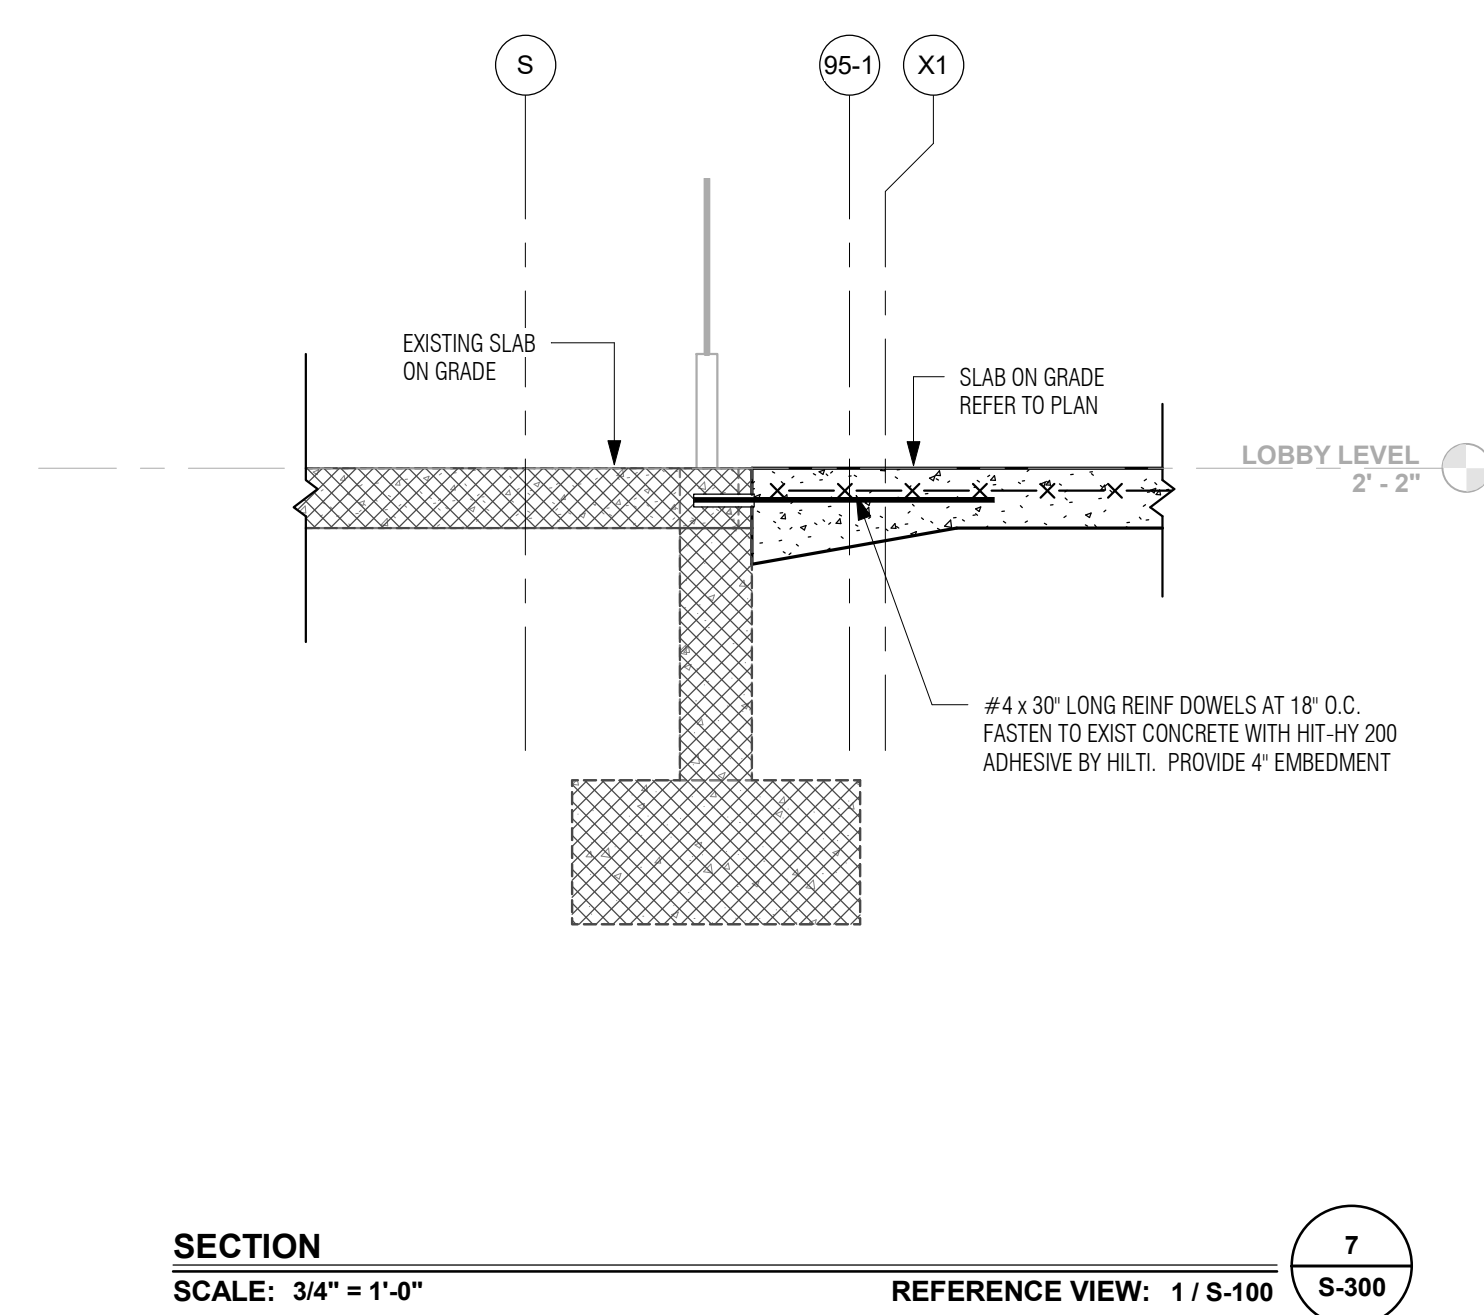 S
95-1
X1
EXISTING SLAB
ON GRADE
SLAB ON GRADE
REFER TO PLAN
LOBBY LEVEL
2' - 2"
#4 x 30" LONG REINF DOWELS AT 18" O.C.
FASTEN TO EXIST CONCRETE WITH HIT-HY 200
ADHESIVE BY HILTI. PROVIDE 4" EMBEDMENT
SECTION
SCALE: 3/4" = 1'-0"
REFERENCE VIEW: 1 / S-100
7
S-300